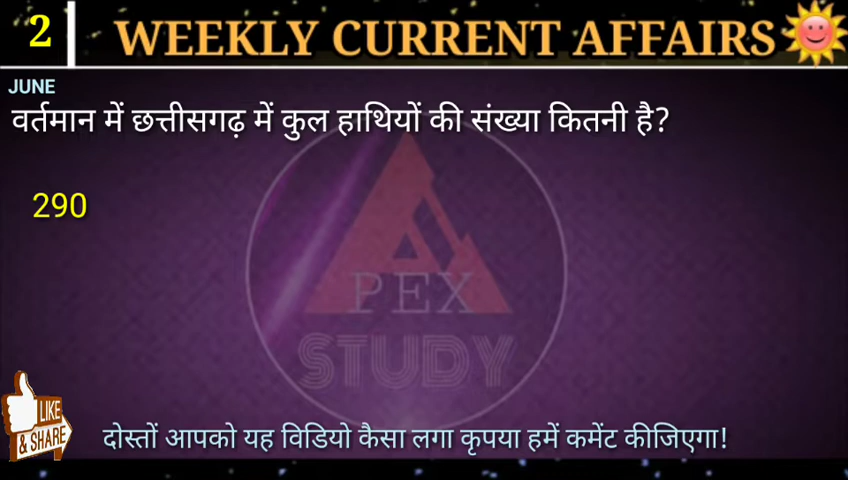 2 WEEKLY CURRENT AFFAIRS
JUNE
वर्तमान में छत्तीसगढ़ में कुल हाथियों की संख्या कितनी है?
290
PEX
STUDY
LIKE
& SHARE
दोस्तों आपको यह विडियो कैसा लगा कृपया हमें कमेंट कीजिएगा!